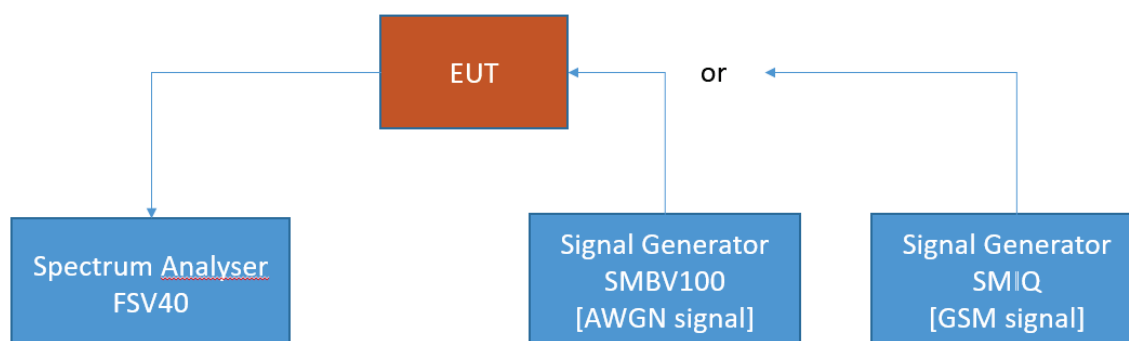 EUT
or
Spectrum Analyser
FSV40
Signal Generator
SMBV100
[AWGN signal]
Signal Generator
SMIQ
[GSM signal]